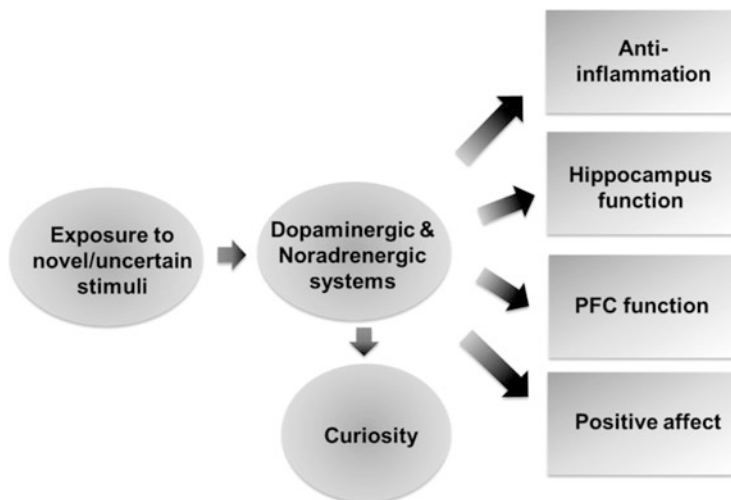 Anti-
inflammation
Hippocampus
function
Exposure to
novel/uncertain
stimuli
Dopaminergic &
Noradrenergic
systems
PFC function
Curiosity
Positive affect